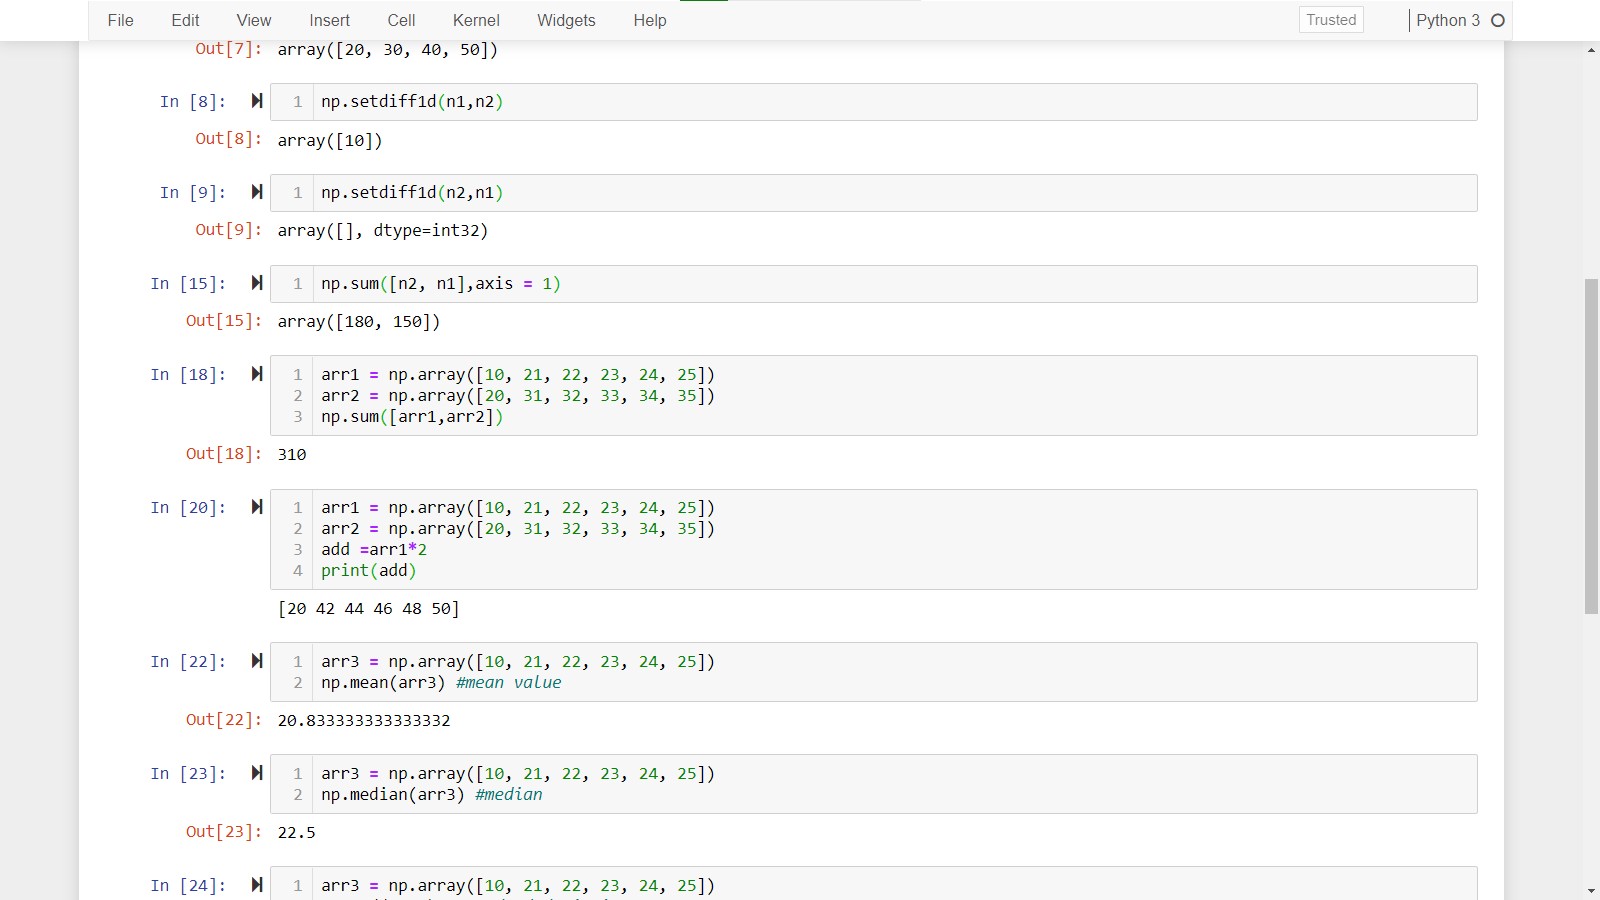 File Edit View Insert Cell Kernel Widgets Help Trusted Python 3
Out[7]: array([20, 30, 40, 50])
In [8]: 1 np.setdiff1d(n1,n2)
Out[8]: array([10])
In [9]: 1 np.setdiff1d(n2,n1)
Out[9]: array([], dtype=int32)
In [15]: 1 np.sum([n2, n1],axis = 1)
Out[15]: array([180, 150])
In [18]: 1 arr1 = np.array([10, 21, 22, 23, 24, 25])
2 arr2 = np.array([20, 31, 32, 33, 34, 35])
3 np.sum([arr1,arr2])
Out[18]: 310
In [20]: 1 arr1 = np.array([10, 21, 22, 23, 24, 25])
2 arr2 = np.array([20, 31, 32, 33, 34, 35])
3 add =arr1*2
4 print(add)
[20 42 44 46 48 50]
In [22]: 1 arr3 = np.array([10, 21, 22, 23, 24, 25])
2 np.mean(arr3) #mean value
Out[22]: 20.833333333333332
In [23]: 1 arr3 = np.array([10, 21, 22, 23, 24, 25])
2 np.median(arr3) #median
Out[23]: 22.5
In [24]: 1 arr3 = np.array([10, 21, 22, 23, 24, 25])